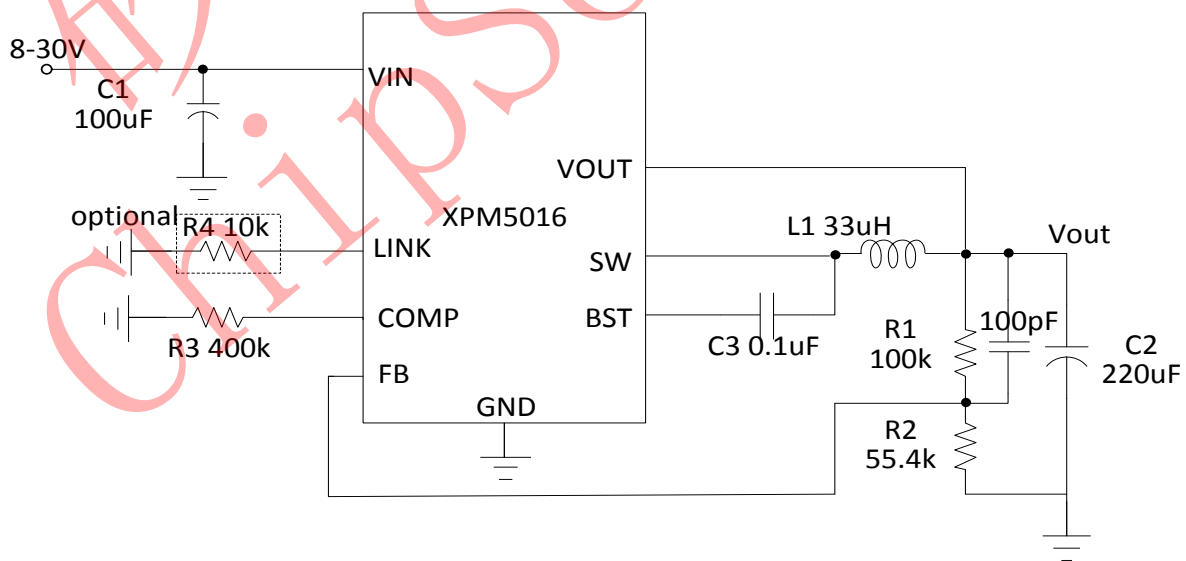 8-30V
C1
100uF
VIN
VOUT
optional
R4 10k
XPM5016
LINK
L1 33uH
Vout
SW
COMP
BST
R3 400k
C3 0.1uF
R1
100k
100pF
C2
220uF
FB
GND
R2
55.4k